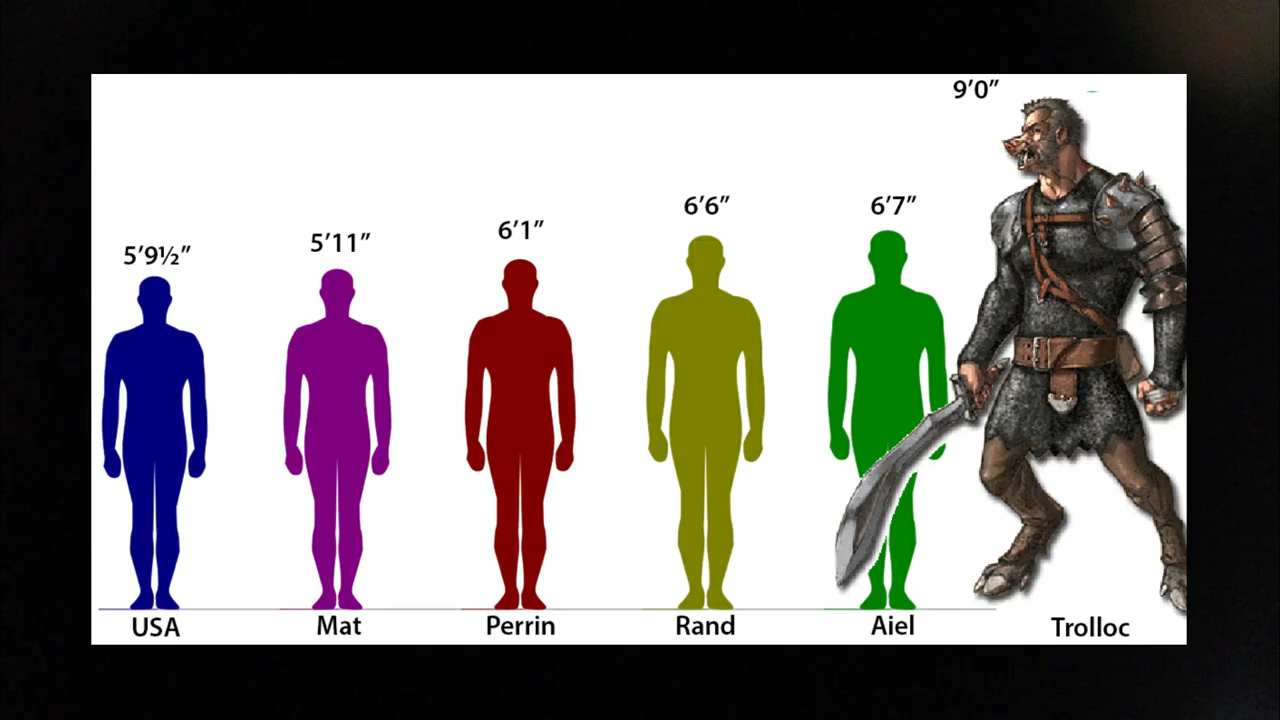 9’0”
6’6”
6’7”
6’1”
5’11”
5’9½”
USA
Mat
Perrin
Rand
Aiel
Trolloc